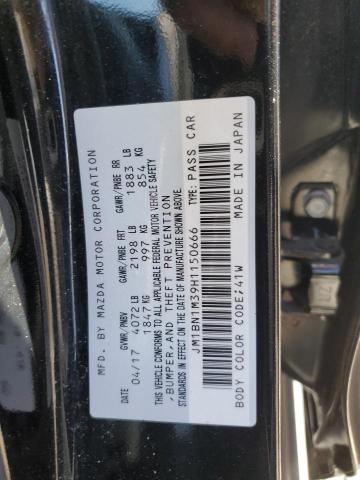 MFD. BY MAZDA MOTOR CORPORATION
GVWR/PNBV GAWR/PNBE FRT GAWR/PNBE RR
04/17 4072 LB 2198 LB 1883 LB
1847 KG 997 KG 854 KG
THIS VEHICLE CONFORMS TO ALL APPLICABLE FEDERAL MOTOR VEHICLE SAFETY
,BUMPER,AND THEFT PREVENTION
STANDARDS IN EFFECT ON THE DATE OF MANUFACTURE SHOWN ABOVE.
JM1BN1M39H1150666 TYPE: PASS CAR
BODY COLOR CODE:41W MADE IN JAPAN